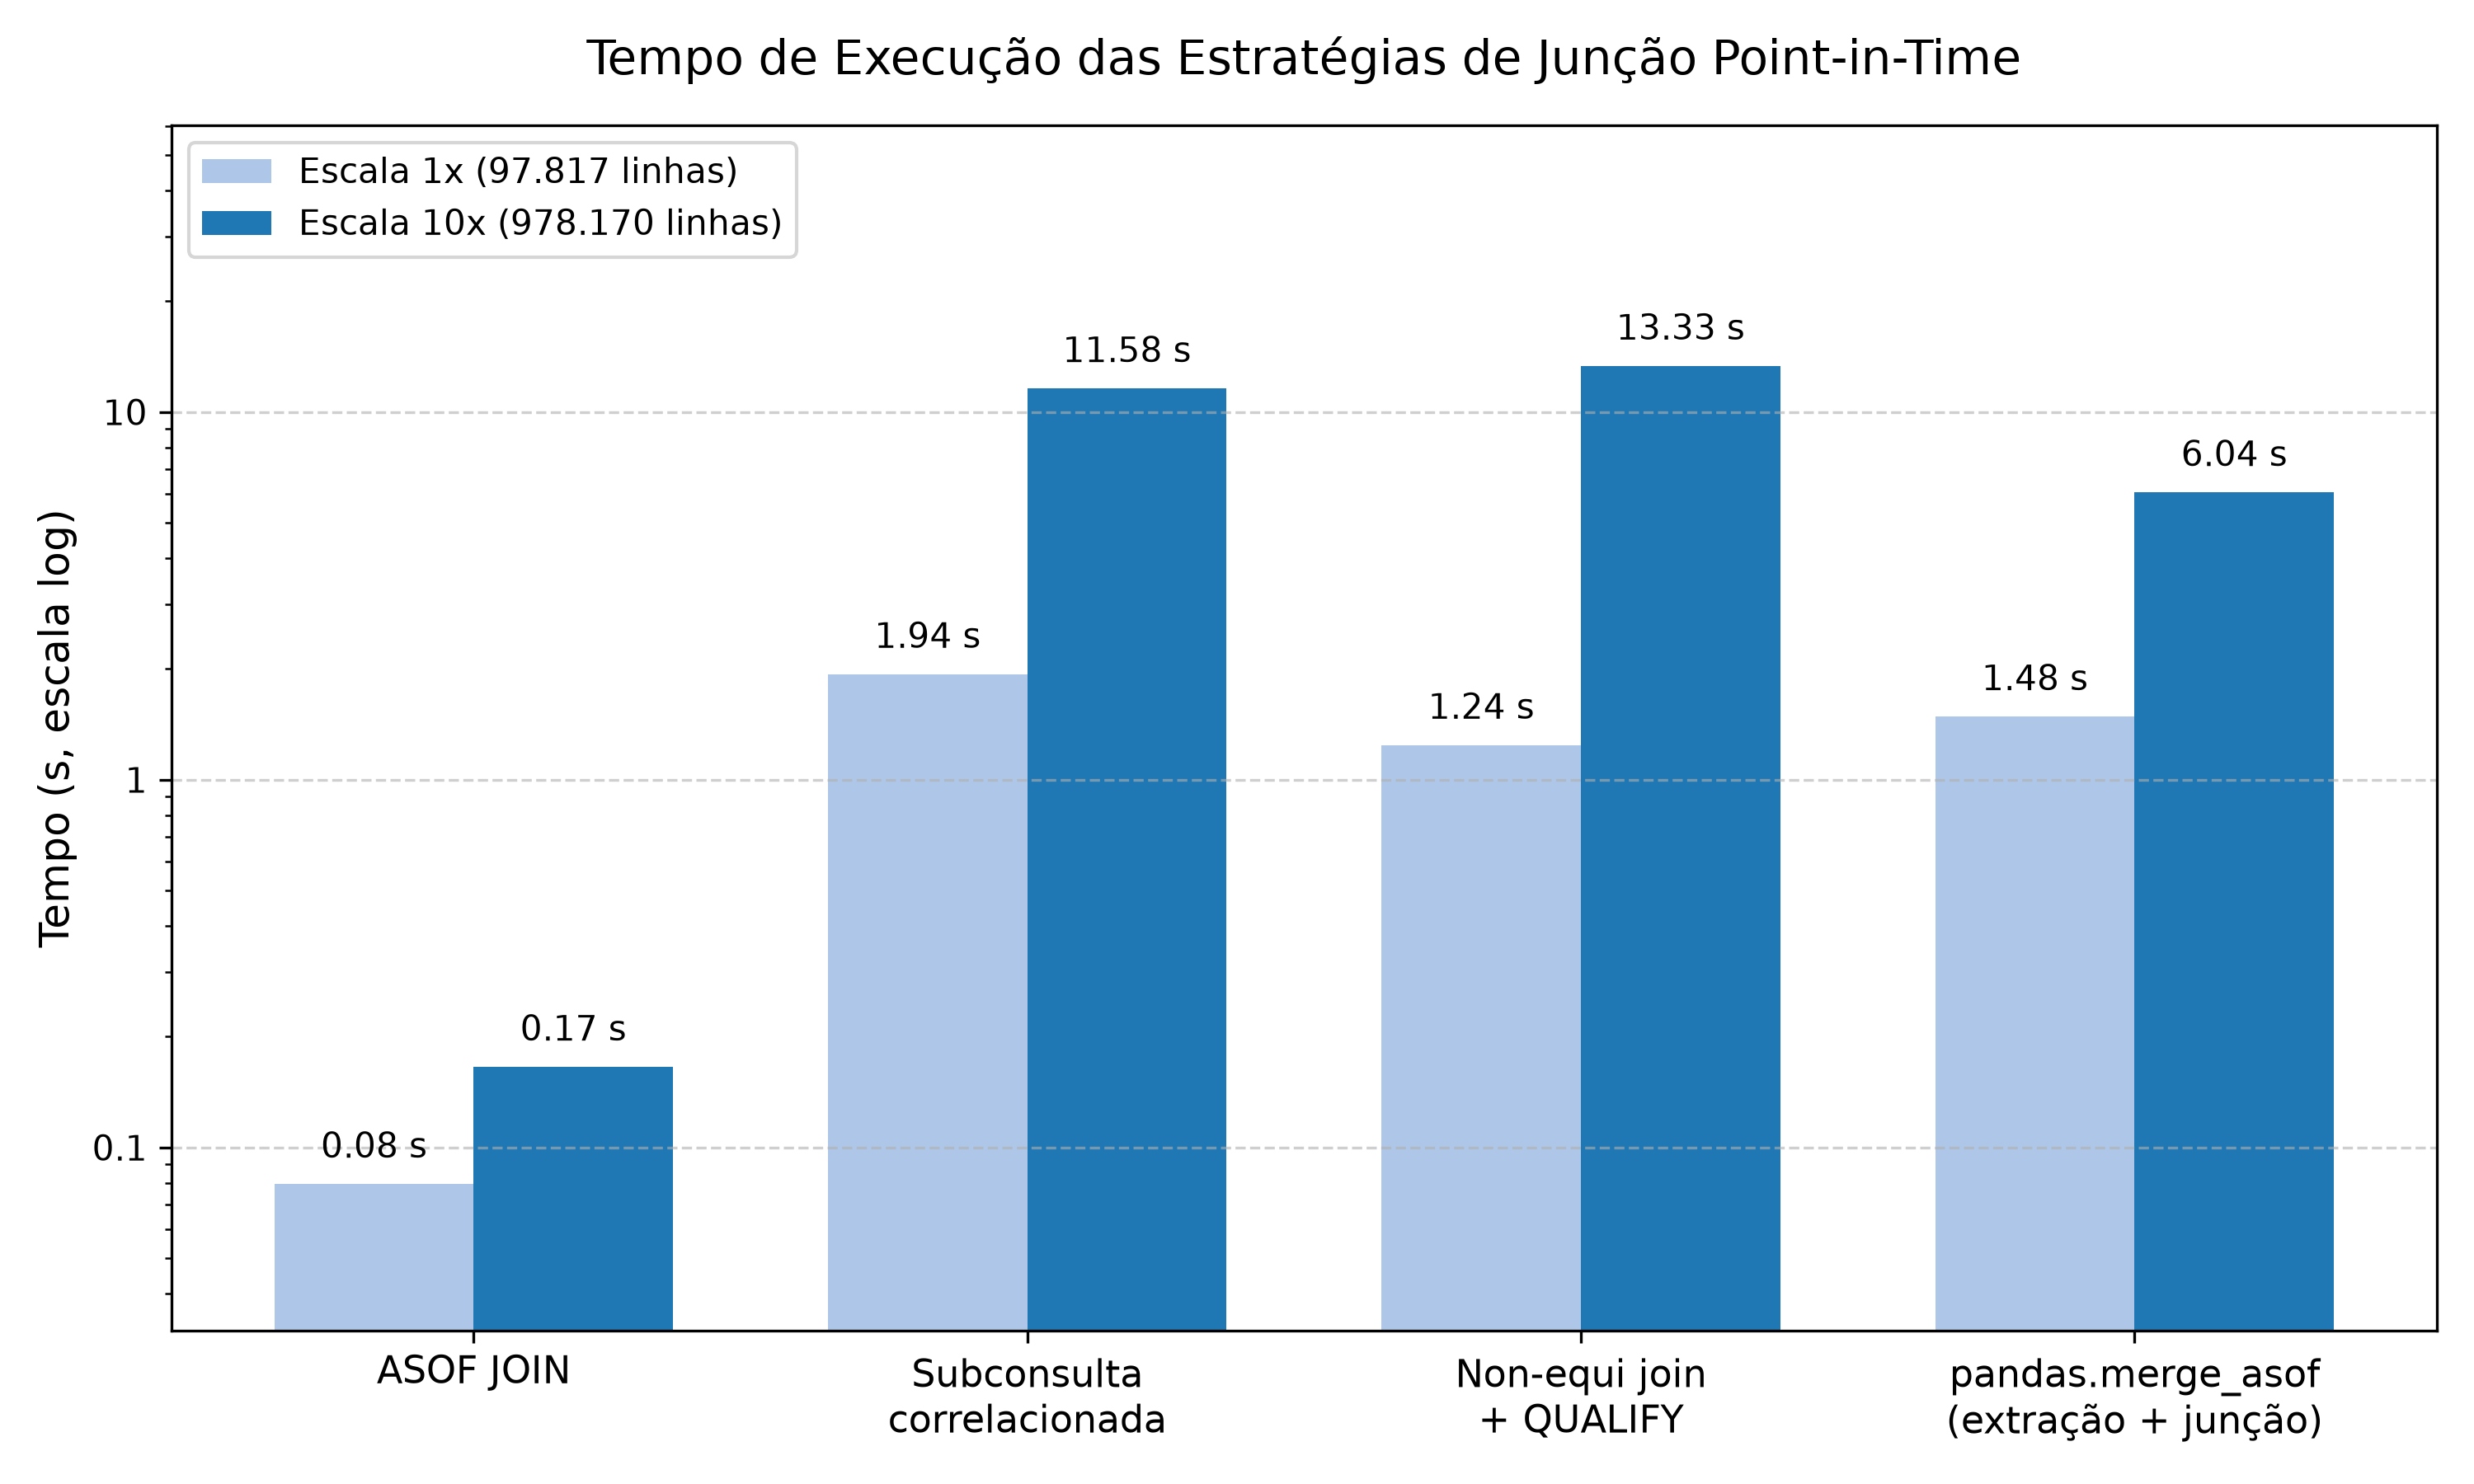 Tempo de Execução das Estratégias de Junção Point-in-Time
Escala 1x (97.817 linhas)
Escala 10x (978.170 linhas)
Tempo (s, escala log)
10
1
0.1
0.08 s
0.17 s
1.94 s
11.58 s
1.24 s
13.33 s
1.48 s
6.04 s
ASOF JOIN
Subconsulta
correlacionada
Non-equi join
+ QUALIFY
pandas.merge_asof
(extração + junção)